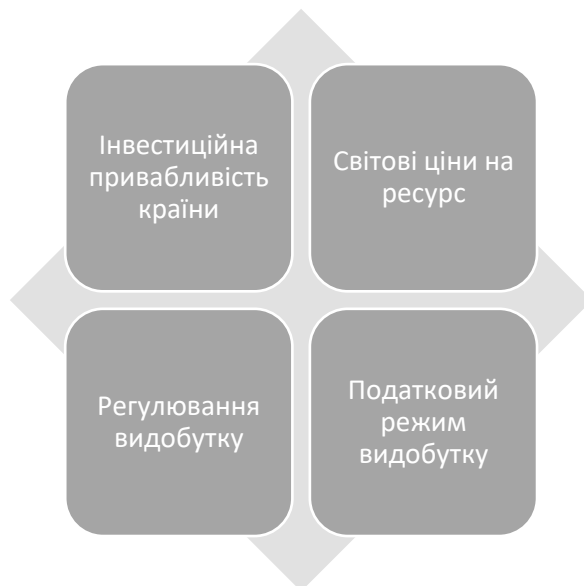 Інвестиційна
привабливість
країни
Світові ціни на
ресурс
Регулювання
видобутку
Податковий
режим
видобутку